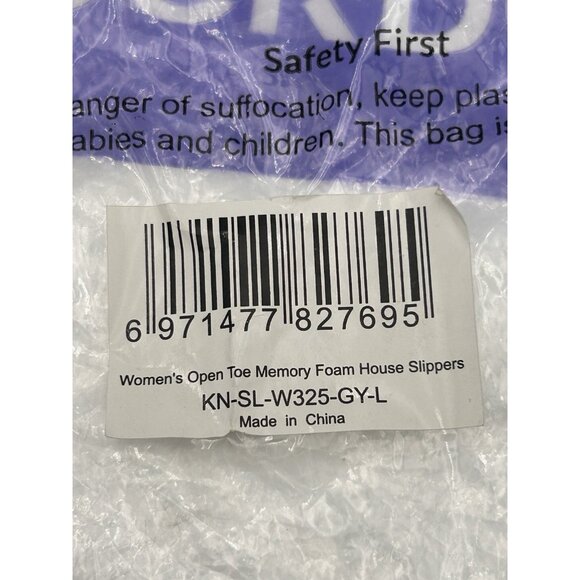 Safety First
anger of suffocation, keep plas
abies and children. This bag is
6 971477 827695
Women's Open Toe Memory Foam House Slippers
KN-SL-W325-GY-L
Made in China